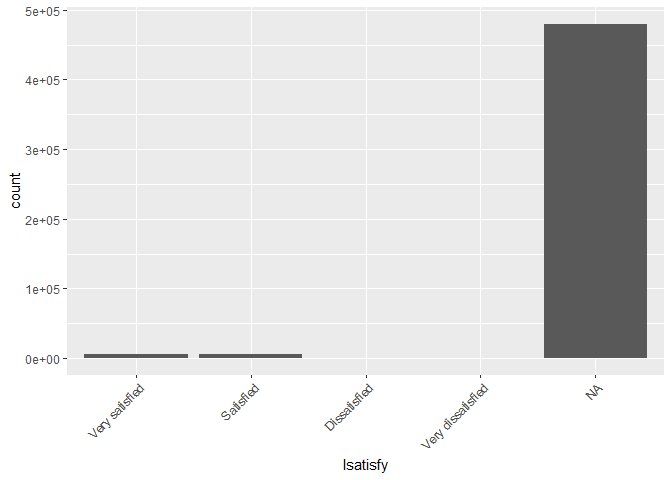 5e+05
4e+05
3e+05
2e+05
1e+05
0e+00
count
Very satisfied
Satisfied
Dissatisfied
Very dissatisfied
NA
lsatisfy